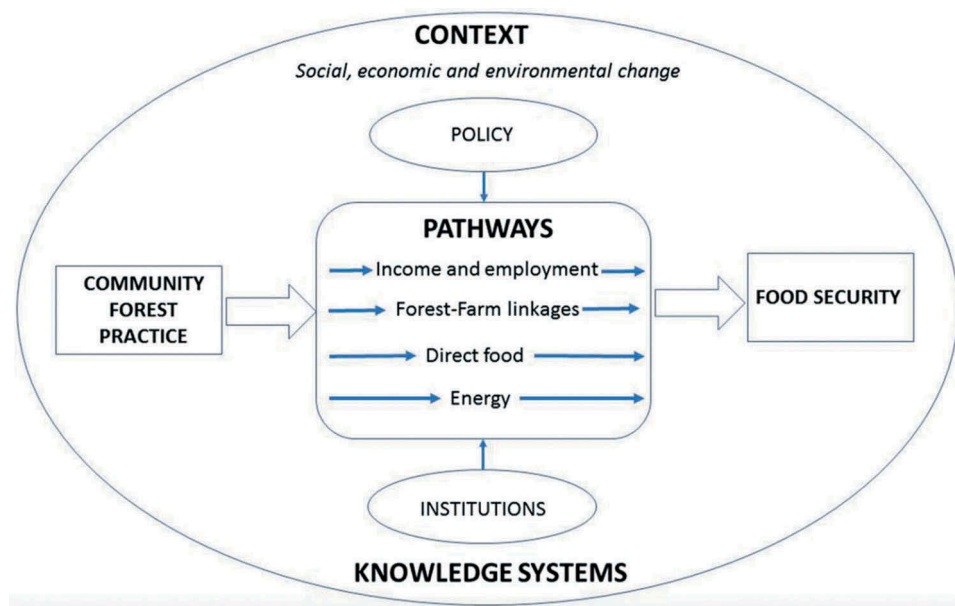 CONTEXT
Social, economic and environmental change
POLICY
PATHWAYS
Income and employment
Forest-Farm linkages
Direct food
Energy
COMMUNITY
FOREST
PRACTICE
FOOD SECURITY
INSTITUTIONS
KNOWLEDGE SYSTEMS